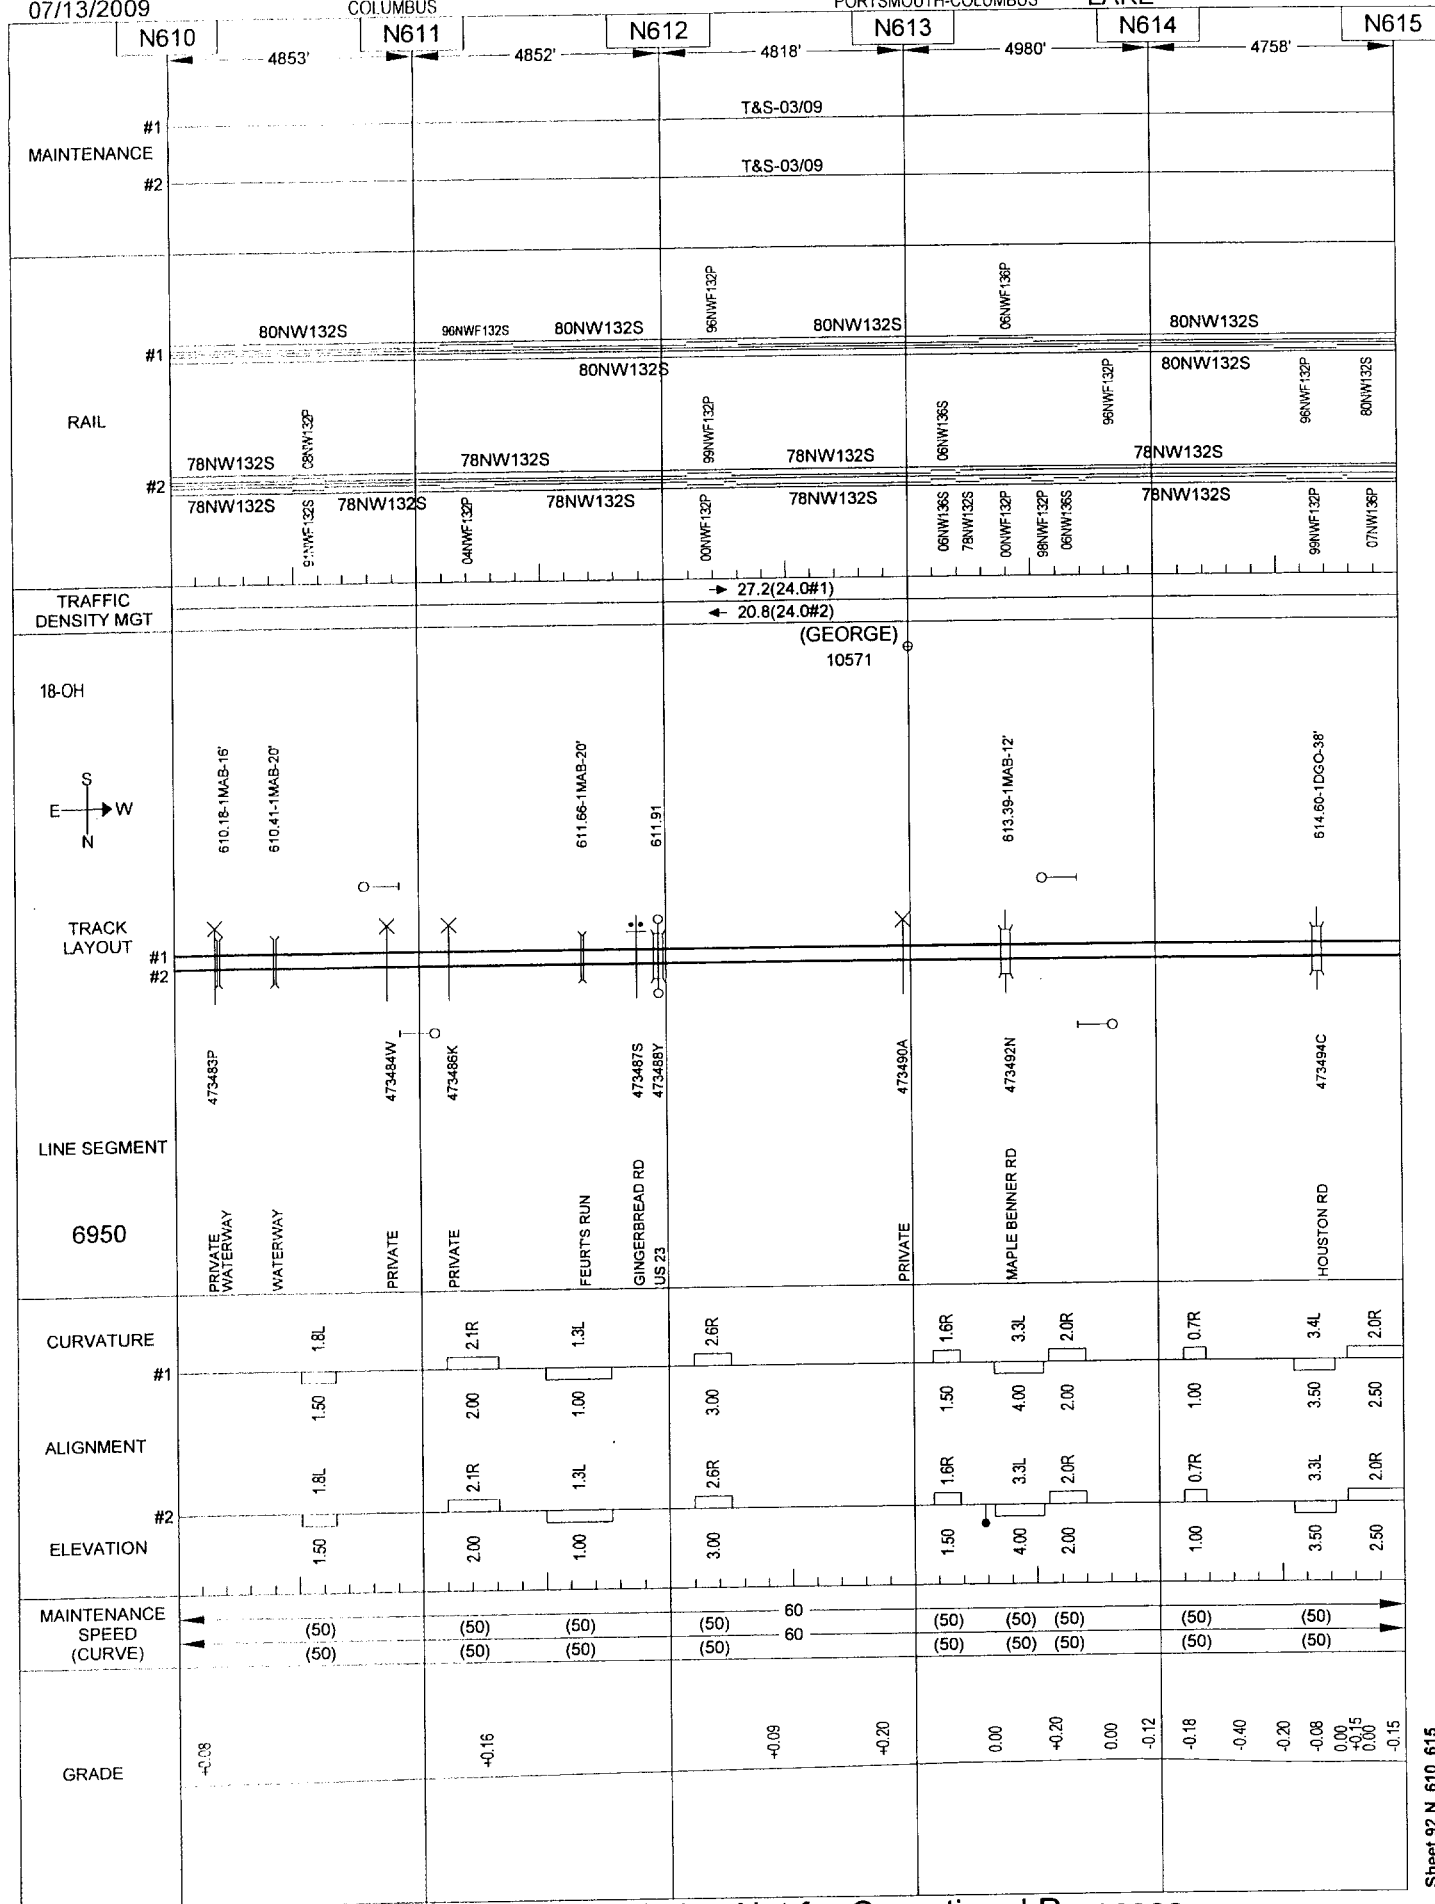 07/13/2009 COLUMBUS PORTSMOUTH-COLUMBUS LAKE
N610 N611 N612 N613 N614 N615
4853' 4852' 4818' 4980' 4758'
T&S-03/09
#1
MAINTENANCE
T&S-03/09
#2
96NWF132P 06NWF136P
80NW132S 96NWF132S 80NW132S 80NW132S 80NW132S
#1
80NW132S 80NW132S
96NWF132P 96NWF132P 80NW132S
RAIL
08NW132P 99NWF132P 06NW136S
78NW132S 78NW132S 78NW132S 78NW132S
#2
78NW132S 78NW132S 78NW132S 78NW132S 78NW132S
91NWF132S 04NWF132P 00NWF132P 06NW136S 78NW132S 00NWF132P 98NWF132P 06NW136S 99NWF132P 07NW136P
TRAFFIC
DENSITY MGT
27.2(24.0#1)
20.8(24.0#2)
(GEORGE)
10571
18-OH
S
E W
N
610.18-1MAB-16' 610.41-1MAB-20' 611.66-1MAB-20' 611.91 613.39-1MAB-12' 614.60-1DGO-38'
TRACK
LAYOUT
#1
#2
473483P 473484W 473486K 473487S 473488Y 473490A 473492N 473494C
LINE SEGMENT
6950
PRIVATE WATERWAY WATERWAY PRIVATE PRIVATE FEURT'S RUN GINGERBREAD RD US 23 PRIVATE MAPLE BENNER RD HOUSTON RD
CURVATURE
1.8L 2.1R 1.3L 2.6R 1.6R 3.3L 2.0R 0.7R 3.4L 2.0R
#1
1.50 2.00 1.00 3.00 1.50 4.00 2.00 1.00 3.50 2.50
ALIGNMENT
1.8L 2.1R 1.3L 2.6R 1.6R 3.3L 2.0R 0.7R 3.3L 2.0R
#2
ELEVATION
1.50 2.00 1.00 3.00 1.50 4.00 2.00 1.00 3.50 2.50
MAINTENANCE
SPEED
(CURVE)
60
(50) (50) (50) (50) (50) (50) (50) (50) (50)
60
(50) (50) (50) (50) (50) (50) (50) (50) (50)
GRADE
+0.08 +0.16 +0.09 +0.20 0.00 +0.20 0.00 -0.12 -0.18 -0.40 -0.20 -0.08 0.00 +0.15 0.00 -0.15
Sheet 92 N 610 615